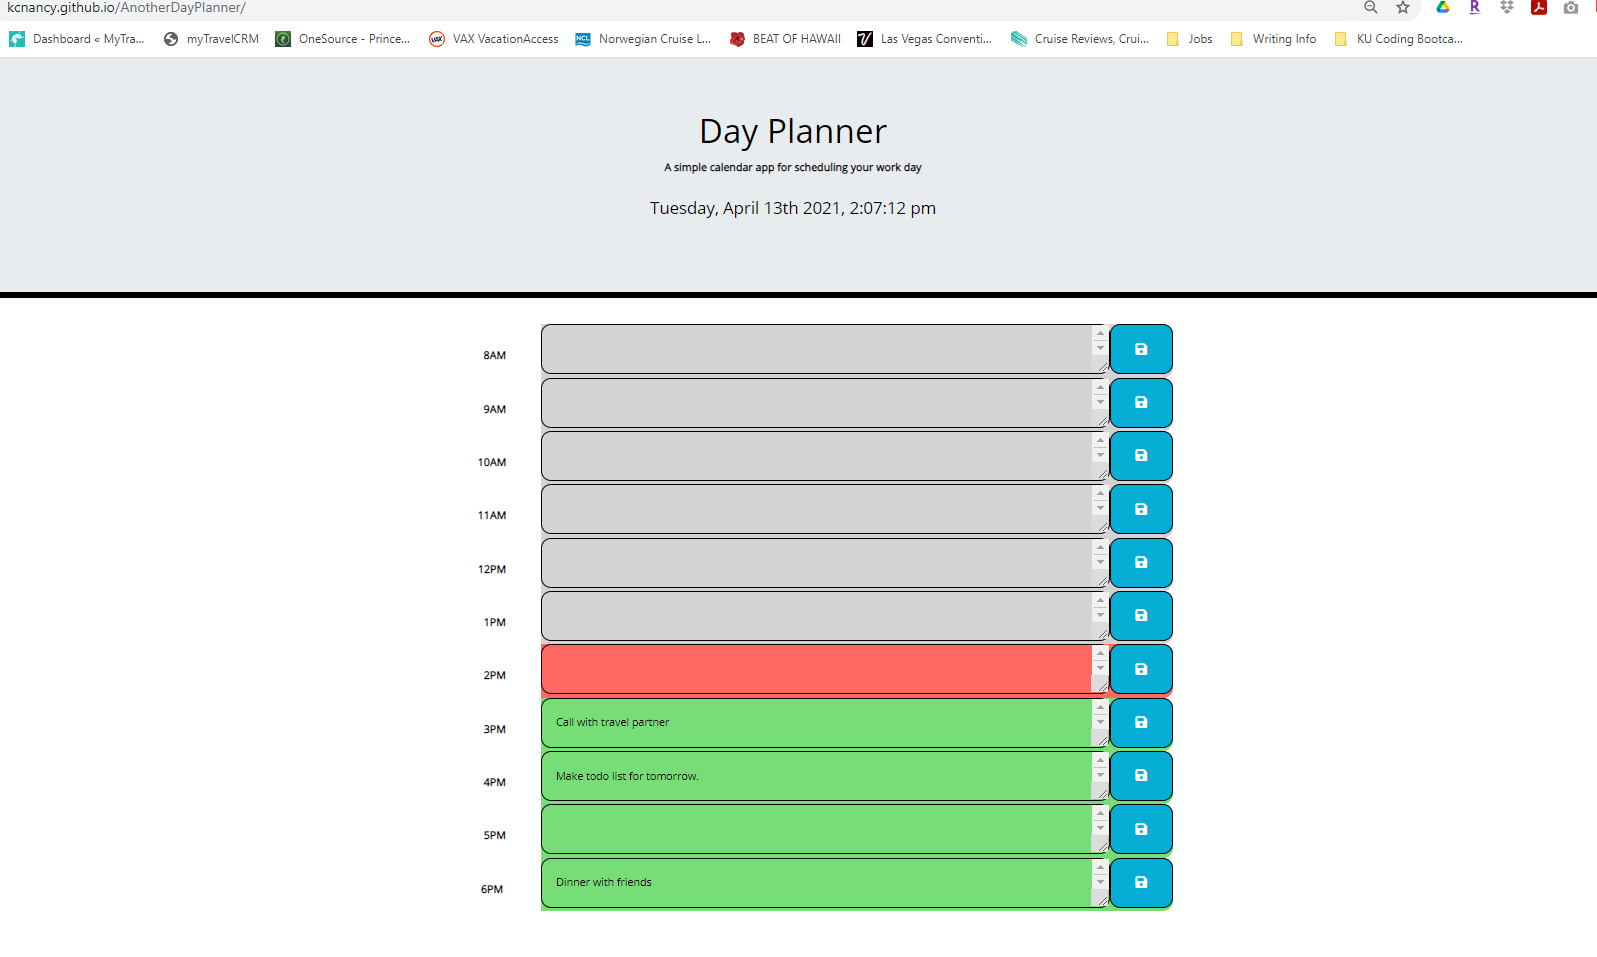 kcnancy.github.io/AnotherDayPlanner/
Dashboard « MyTra... myTravelCRM OneSource - Prince... VAX VacationAccess Norwegian Cruise L... BEAT OF HAWAII Las Vegas Conventi... Cruise Reviews, Crui... Jobs Writing Info KU Coding Bootca...
Day Planner
A simple calendar app for scheduling your work day
Tuesday, April 13th 2021, 2:07:12 pm
8AM
9AM
10AM
11AM
12PM
1PM
2PM
3PM Call with travel partner
4PM Make todo list for tomorrow.
5PM
6PM Dinner with friends